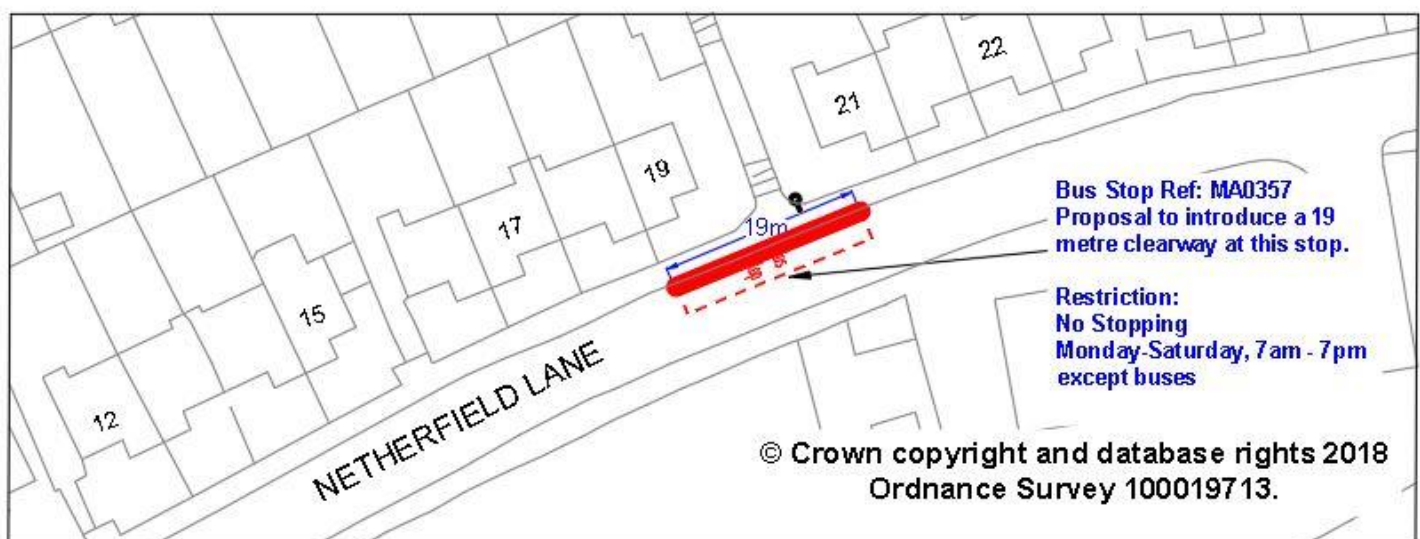 22
21
19
17
15
12
19m
Bus Stop Ref: MA0357
Proposal to introduce a 19
metre clearway at this stop.
Restriction:
No Stopping
Monday-Saturday, 7am - 7pm
except buses
NETHERFIELD LANE
© Crown copyright and database rights 2018
Ordnance Survey 100019713.